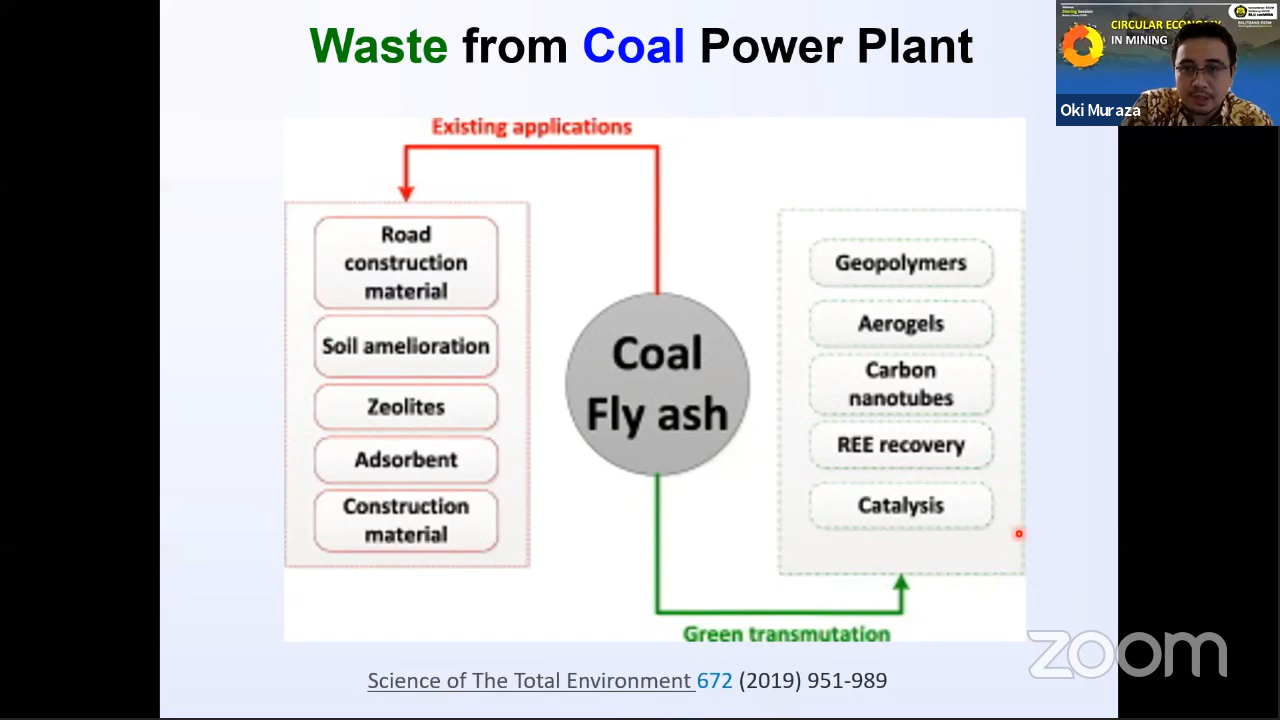 Waste from Coal Power Plant
Existing applications
Road
construction
material
Soil amelioration
Zeolites
Adsorbent
Construction
material
Coal
Fly ash
Geopolymers
Aerogels
Carbon
nanotubes
REE recovery
Catalysis
Green transmutation
Science of The Total Environment 672 (2019) 951-989
CIRCULAR ECONOMY
IN MINING
Oki Muraza
zoom